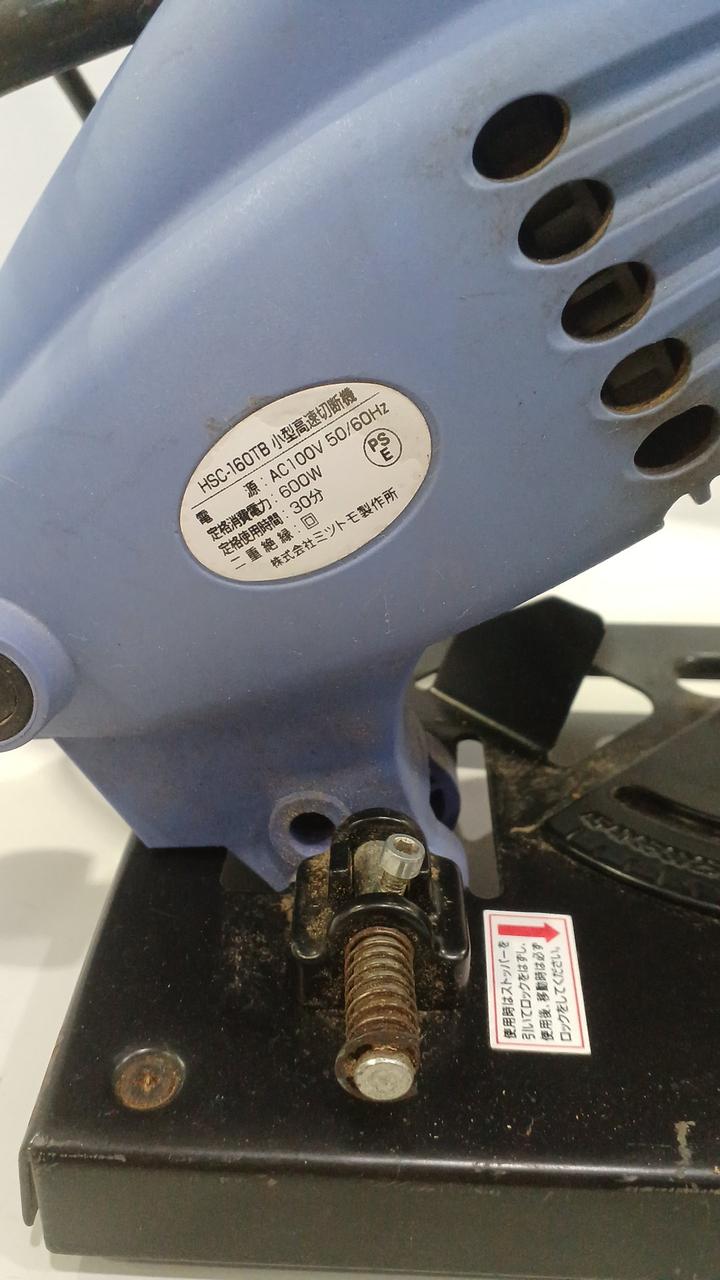 HSC-160TB 小型高速切断機
電源：AC100V 50/60Hz
定格消費電力：600W
定格使用時間：30分
二重絶縁：回
株式会社ミツトモ製作所
PS
E
使用時はストッパーを
引いてロックをはずし、
使用後、移動時は必ず
ロックをしてください。